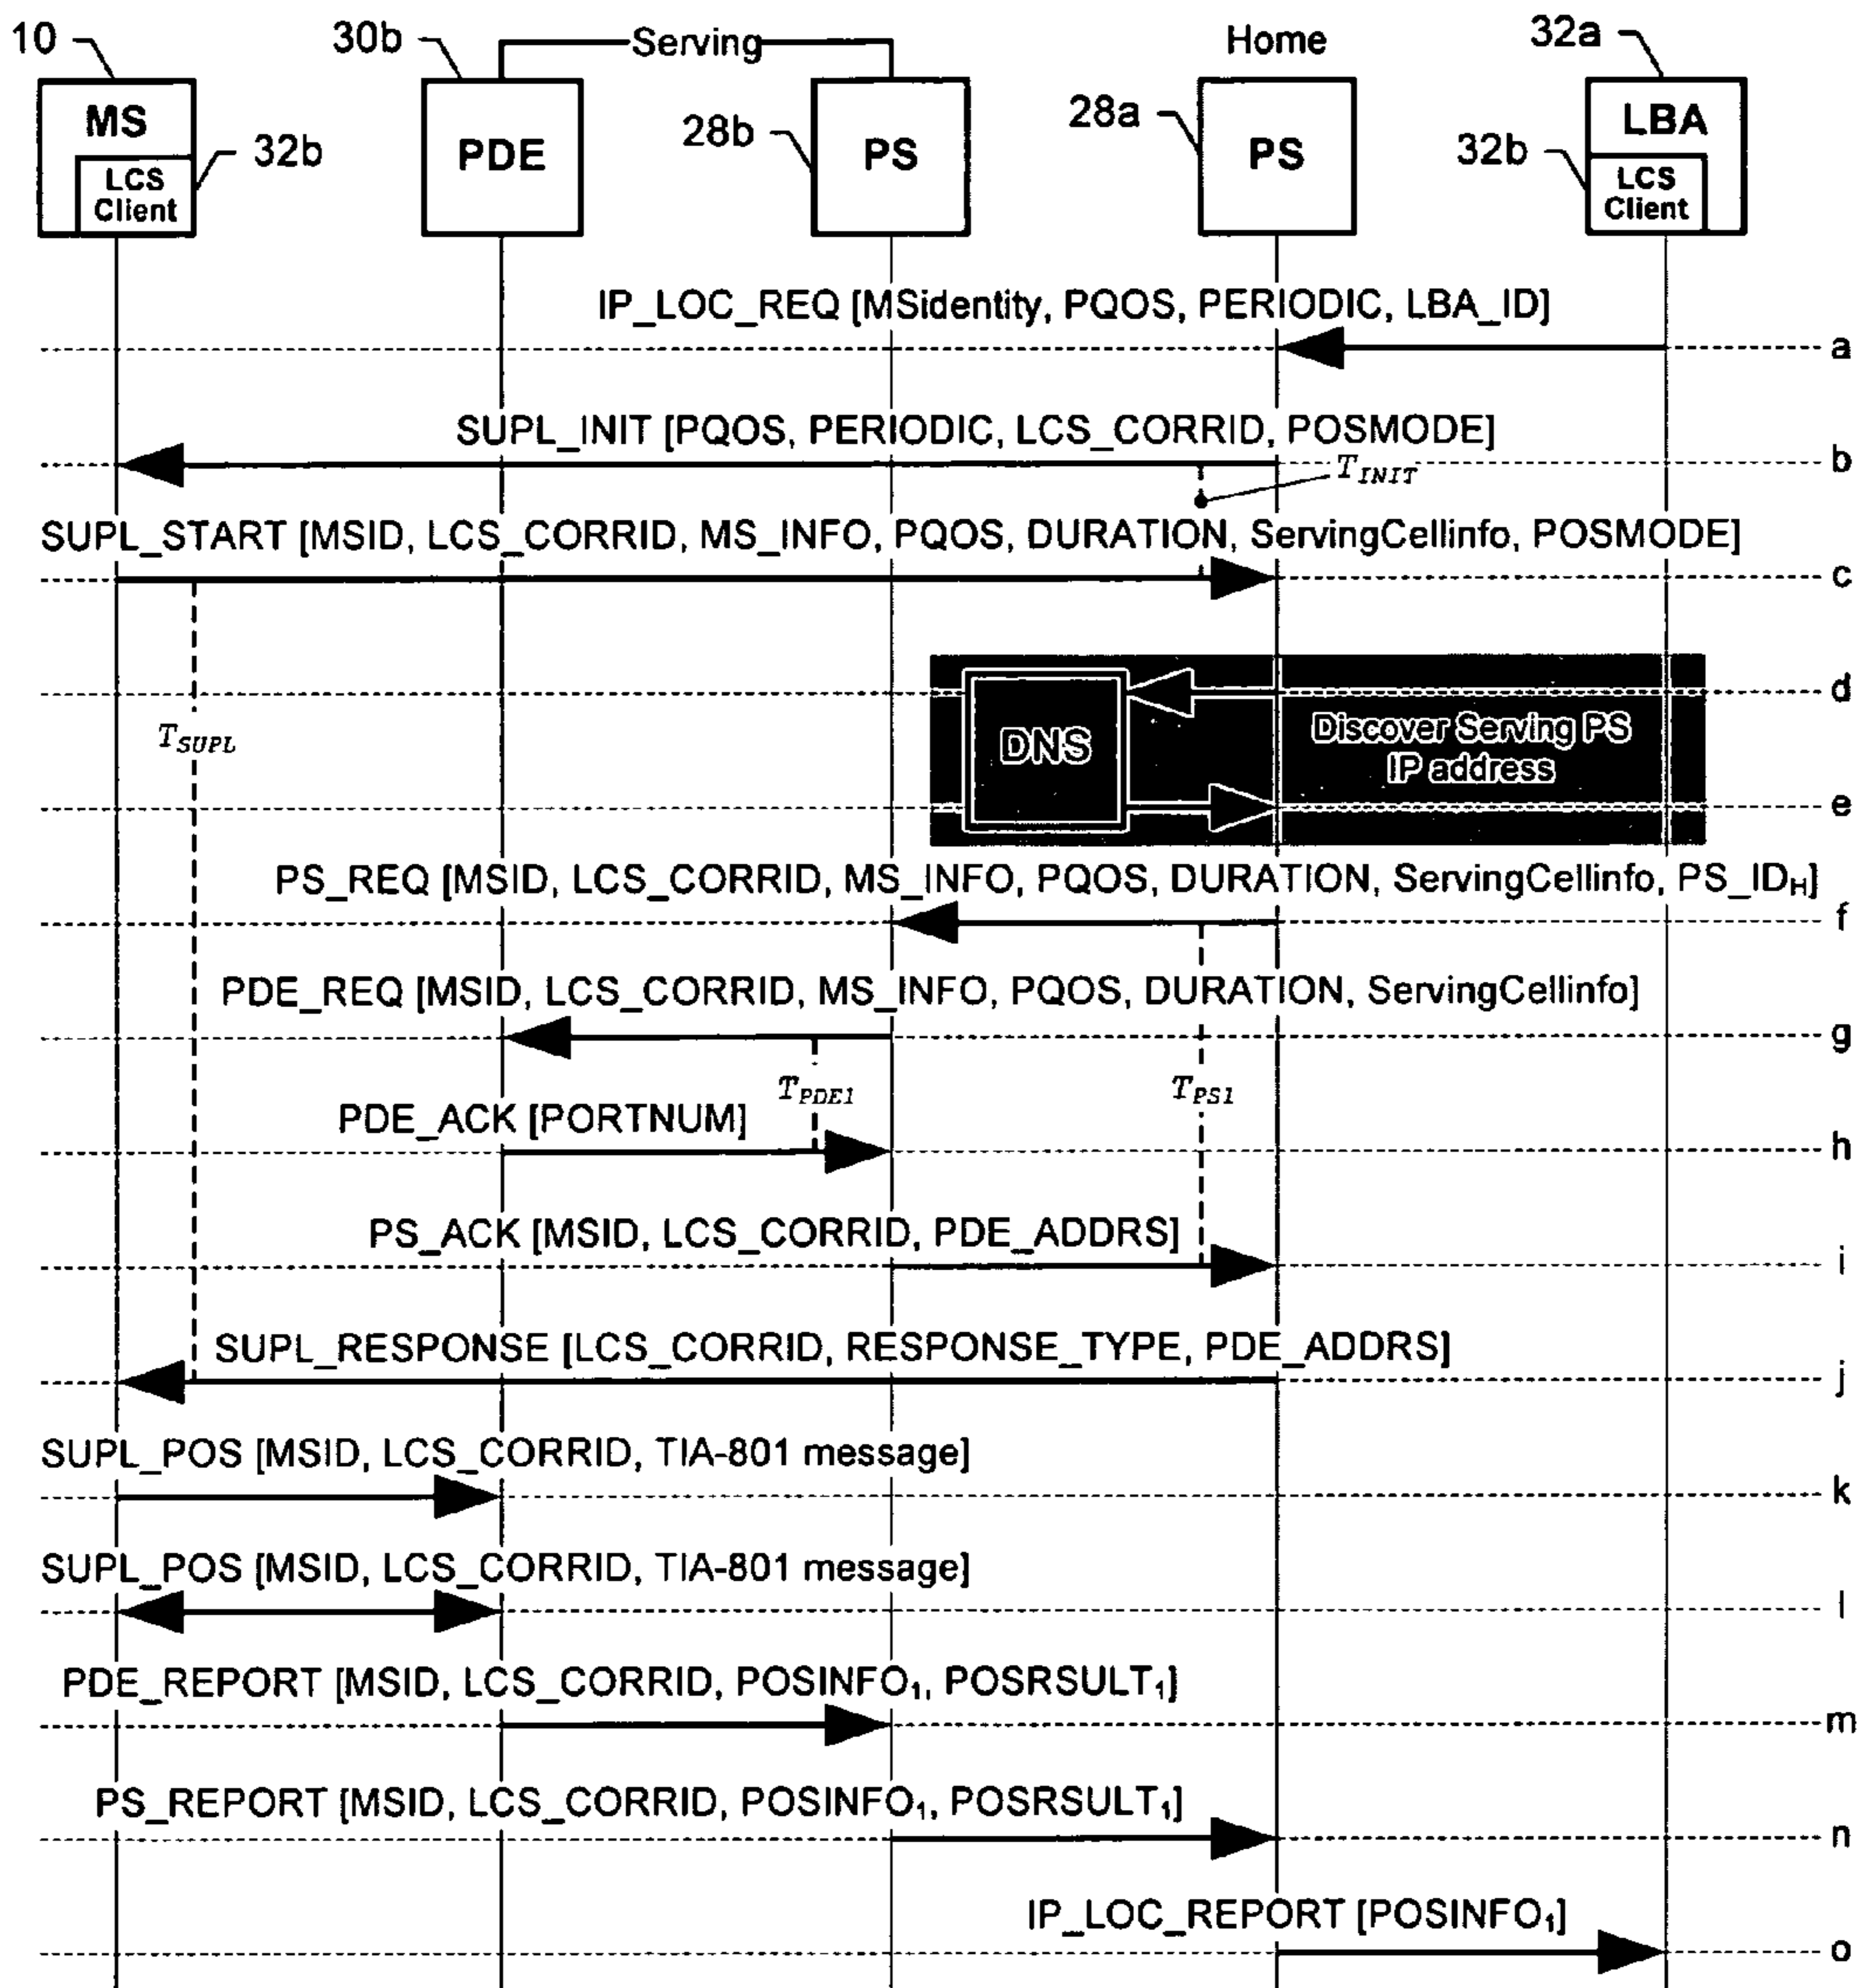 10
30b
Serving
Home
32a
MS
LCS
Client
32b
PDE
28b
PS
28a
PS
LBA
32b
LCS
Client
IP_LOC_REQ [MSidentity, PQOS, PERIODIC, LBA_ID]
a
SUPL_INIT [PQOS, PERIODIC, LCS_CORRID, POSMODE]
b
TINIT
SUPL_START [MSID, LCS_CORRID, MS_INFO, PQOS, DURATION, ServingCellinfo, POSMODE]
c
d
TSUPL
DNS
Discover Serving PS
IP address
e
PS_REQ [MSID, LCS_CORRID, MS_INFO, PQOS, DURATION, ServingCellinfo, PS_IDH]
f
PDE_REQ [MSID, LCS_CORRID, MS_INFO, PQOS, DURATION, ServingCellinfo]
g
TPDE1
TPS1
PDE_ACK [PORTNUM]
h
PS_ACK [MSID, LCS_CORRID, PDE_ADDRS]
i
SUPL_RESPONSE [LCS_CORRID, RESPONSE_TYPE, PDE_ADDRS]
j
SUPL_POS [MSID, LCS_CORRID, TIA-801 message]
k
SUPL_POS [MSID, LCS_CORRID, TIA-801 message]
l
PDE_REPORT [MSID, LCS_CORRID, POSINFO₁, POSRSULT₁]
m
PS_REPORT [MSID, LCS_CORRID, POSINFO₁, POSRSULT₁]
n
IP_LOC_REPORT [POSINFO₁]
o